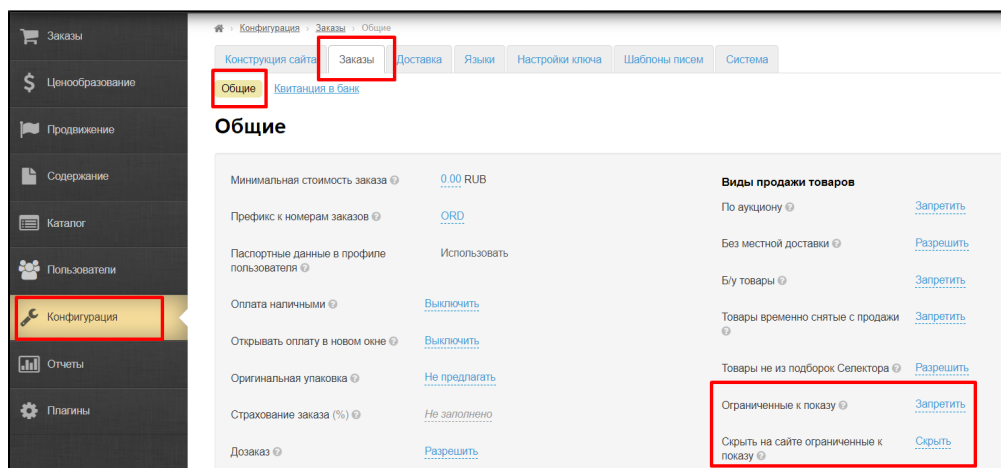 Заказы
Ценообразование
Продвижение
Содержание
Каталог
Пользователи
Конфигурация
Отчеты
Плагины
Конфигурация › Заказы › Общие
Конструкция сайта Заказы Доставка Языки Настройки ключа Шаблоны писем Система
Общие Квитанция в банк
Общие
Минимальная стоимость заказа ? 0.00 RUB
Префикс к номерам заказов ? ORD
Паспортные данные в профиле Использовать
пользователя ?
Оплата наличными ? Выключить
Открывать оплату в новом окне ? Выключить
Оригинальная упаковка ? Не предлагать
Страхование заказа (%) ? Не заполнено
Дозаказ ? Разрешить
Виды продажи товаров
По аукциону ? Запретить
Без местной доставки ? Разрешить
Б/у товары ? Запретить
Товары временно снятые с продажи Запретить
?
Товары не из подборок Селектора ? Разрешить
Ограниченные к показу ? Запретить
Скрыть на сайте ограниченные к Скрыть
показу ?